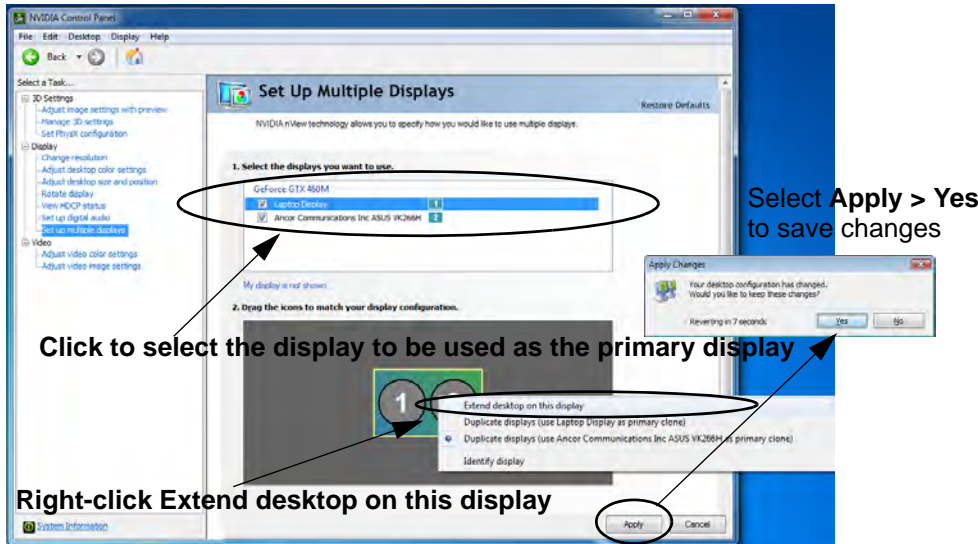 NVIDIA Control Panel
File Edit Desktop Display Help
Back
Select a Task...
3D Settings
Adjust image settings with preview
Manage 3D settings
Set PhysX configuration
Display
Change resolution
Adjust desktop color settings
Adjust desktop size and position
Rotate display
View HDCP status
Set up digital audio
Set up multiple displays
Video
Adjust video color settings
Adjust video image settings
System Information
Set Up Multiple Displays
Restore Defaults
NVIDIA nView technology allows you to specify how you would like to use multiple displays.
1. Select the displays you want to use.
GeForce GTX 460M
Laptop Display 1
Ancor Communications Inc ASUS VK266H 2
My display is not shown...
2. Drag the icons to match your display configuration.
Click to select the display to be used as the primary display
1
Extend desktop on this display
Duplicate displays (use Laptop Display as primary clone)
Duplicate displays (use Ancor Communications Inc ASUS VK266H as primary clone)
Identify display
Right-click Extend desktop on this display
Apply Cancel
Select Apply > Yes
to save changes
Apply Changes
Your desktop configuration has changed.
Would you like to keep these changes?
Reverting in 7 seconds
Yes No